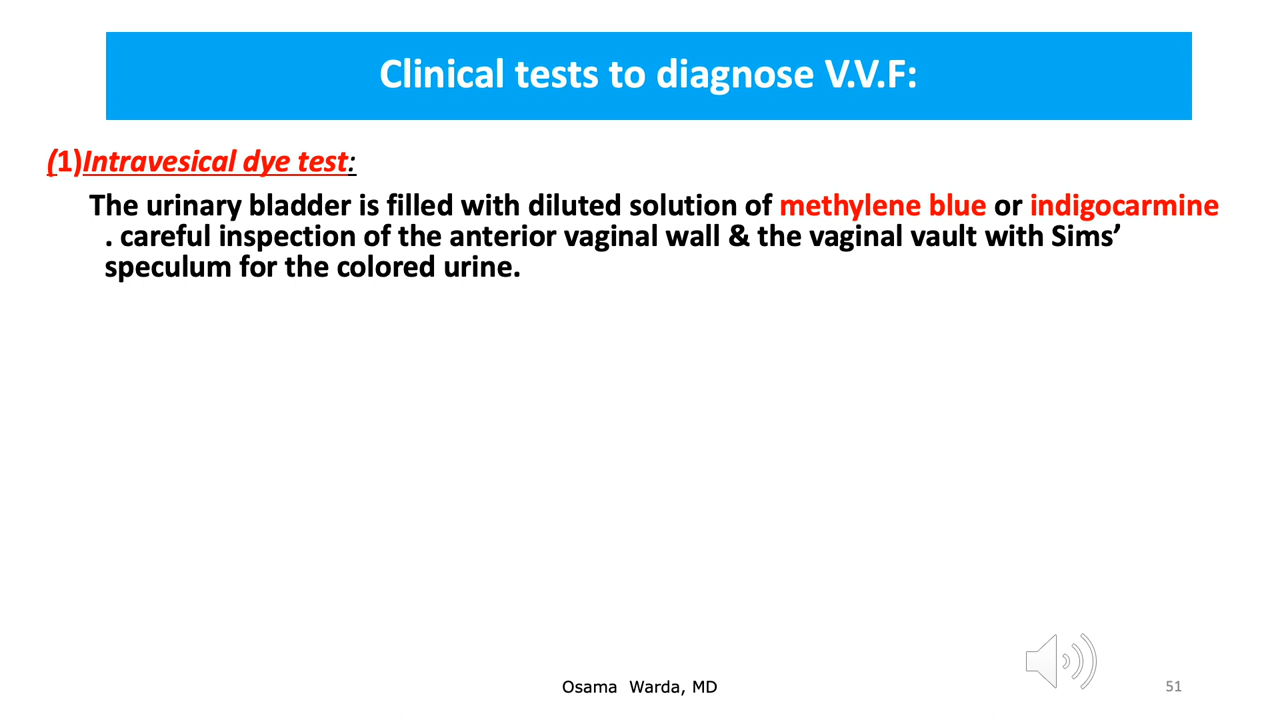 Clinical tests to diagnose V.V.F:
(1)Intravesical dye test:
The urinary bladder is filled with diluted solution of methylene blue or indigocarmine
. careful inspection of the anterior vaginal wall & the vaginal vault with Sims’
speculum for the colored urine.
Osama Warda, MD
51